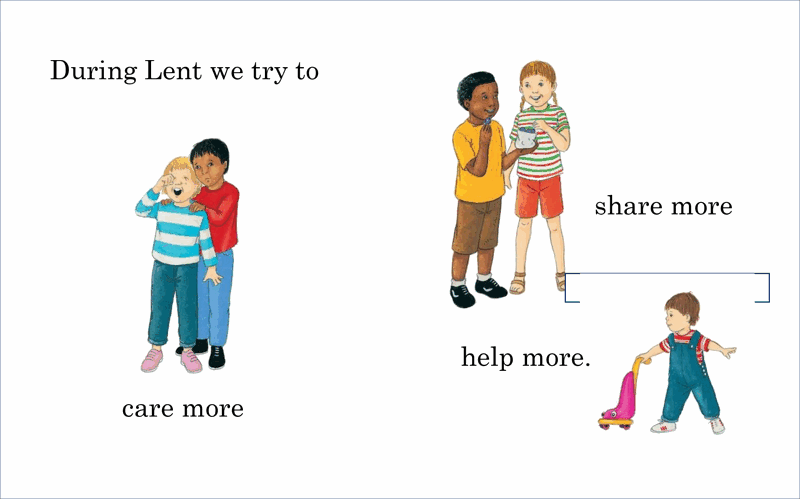 During Lent we try to
care more
share more
help more.